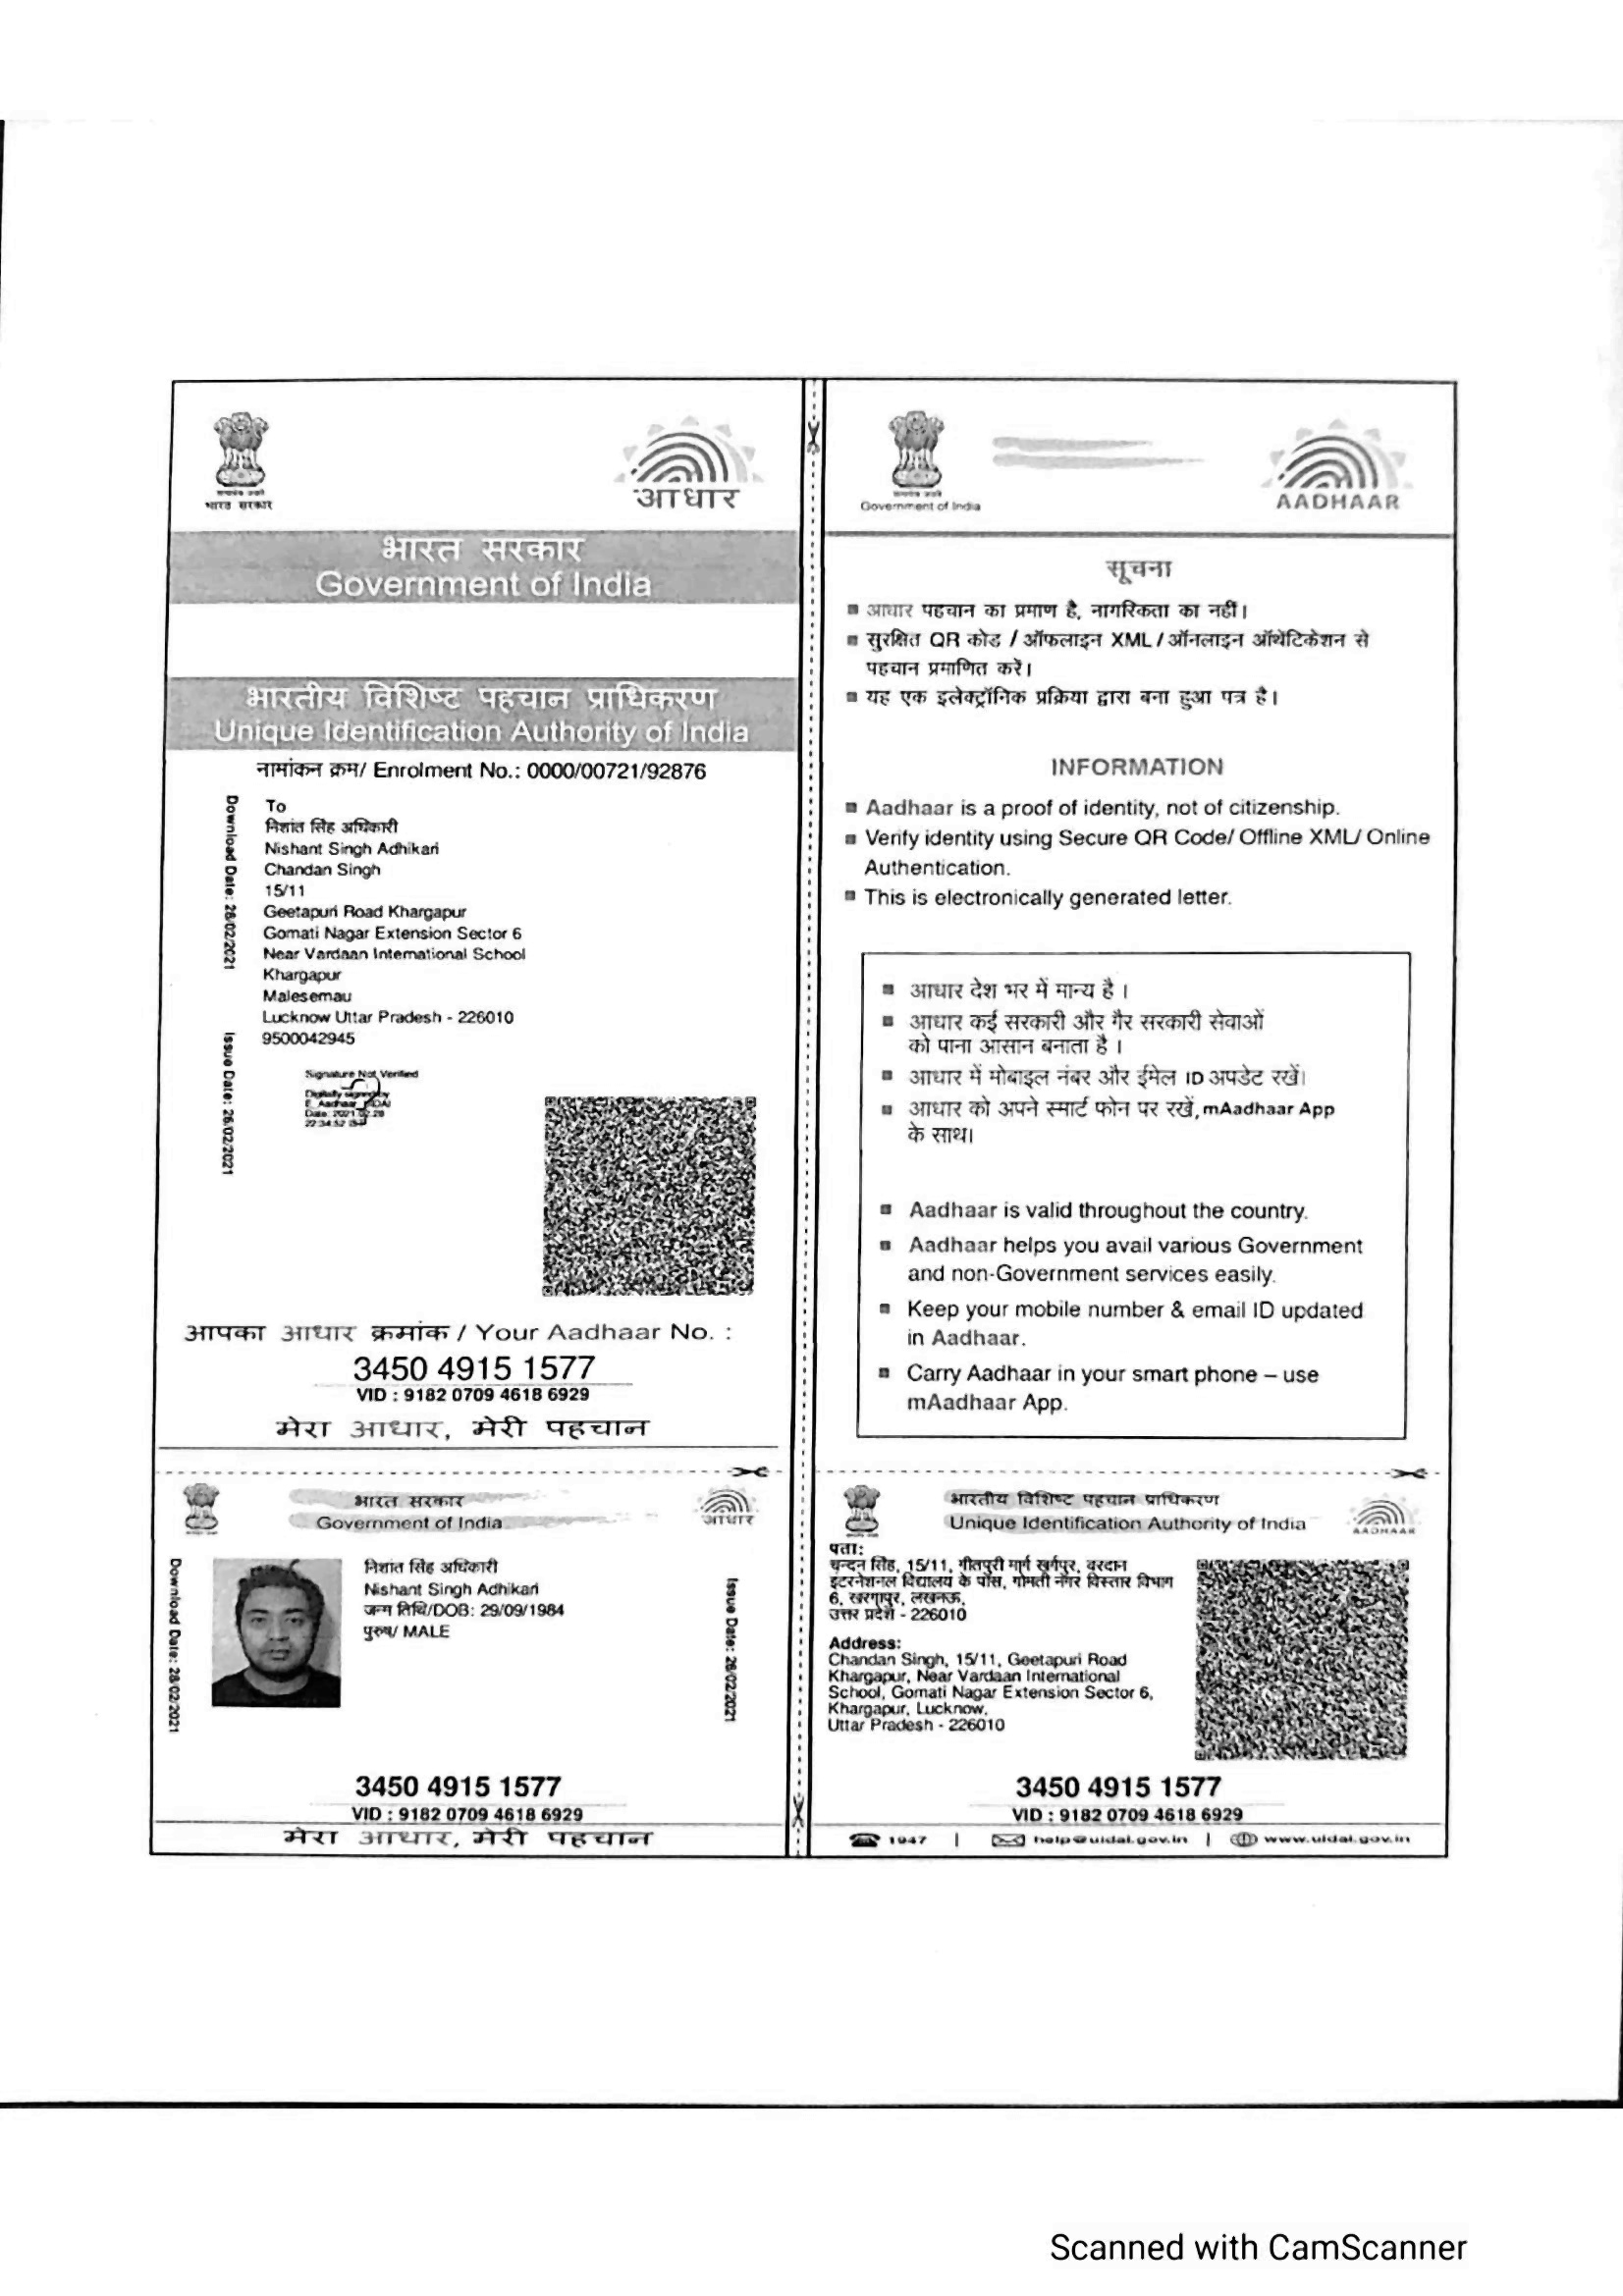 भारत सरकार
आधार
भारत सरकार
Government of India
भारतीय विशिष्ट पहचान प्राधिकरण
Unique Identification Authority of India
नामांकन क्रम/ Enrolment No.: 0000/00721/92876
Download Date: 28/02/2021
Issue Date: 26/02/2021
To
निशांत सिंह अधिकारी
Nishant Singh Adhikari
Chandan Singh
15/11
Geetapuri Road Khargapur
Gomati Nagar Extension Sector 6
Near Vardaan International School
Khargapur
Malesemau
Lucknow Uttar Pradesh - 226010
9500042945
Signature Not Verified
Digitally signed by
Date: 2021.02.28
आपका आधार क्रमांक / Your Aadhaar No. :
3450 4915 1577
VID : 9182 0709 4618 6929
मेरा आधार, मेरी पहचान
Government of India
AADHAAR
सूचना
■ आधार पहचान का प्रमाण है, नागरिकता का नहीं।
■ सुरक्षित QR कोड / ऑफलाइन XML / ऑनलाइन ऑथेंटिकेशन से
पहचान प्रमाणित करें।
■ यह एक इलेक्ट्रॉनिक प्रक्रिया द्वारा बना हुआ पत्र है।
INFORMATION
■ Aadhaar is a proof of identity, not of citizenship.
■ Verify identity using Secure QR Code/ Offline XML/ Online
Authentication.
■ This is electronically generated letter.
■ आधार देश भर में मान्य है ।
■ आधार कई सरकारी और गैर सरकारी सेवाओं
को पाना आसान बनाता है ।
■ आधार में मोबाइल नंबर और ईमेल ID अपडेट रखें।
■ आधार को अपने स्मार्ट फोन पर रखें, mAadhaar App
के साथ।
■ Aadhaar is valid throughout the country.
■ Aadhaar helps you avail various Government
and non-Government services easily.
■ Keep your mobile number & email ID updated
in Aadhaar.
■ Carry Aadhaar in your smart phone – use
mAadhaar App.
भारत सरकार
Government of India
आधार
Download Date: 28/02/2021
निशांत सिंह अधिकारी
Nishant Singh Adhikari
जन्म तिथि/DOB: 29/09/1984
पुरुष/ MALE
Issue Date: 26/02/2021
3450 4915 1577
VID : 9182 0709 4618 6929
मेरा आधार, मेरी पहचान
भारतीय विशिष्ट पहचान प्राधिकरण
Unique Identification Authority of India
AADHAAR
पता:
चन्दन सिंह, 15/11, गीतपुरी मार्ग खुर्गपुर, वरदान
इटरनेशनल विद्यालय के पास, गोमती नगर विस्तार विभाग
6, खरगापुर, लखनऊ,
उत्तर प्रदेश - 226010
Address:
Chandan Singh, 15/11, Geetapuri Road
Khargapur, Near Vardaan International
School, Gomati Nagar Extension Sector 6,
Khargapur, Lucknow,
Uttar Pradesh - 226010
3450 4915 1577
VID : 9182 0709 4618 6929
1947 | help@uidai.gov.in | www.uidai.gov.in
Scanned with CamScanner